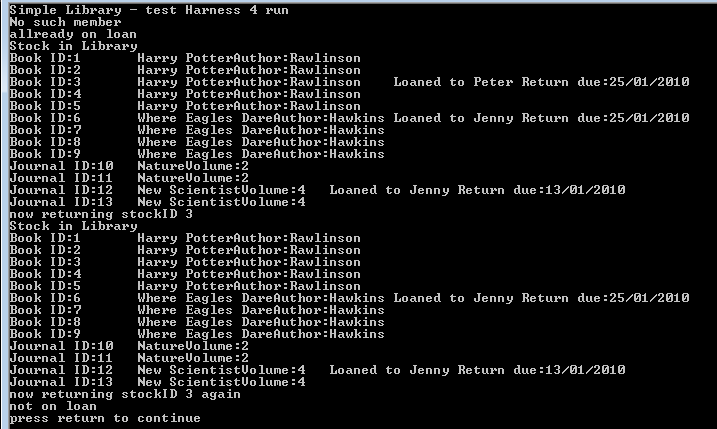 Simple Library - test Harness 4 run
No such member
allready on loan
Stock in Library
Book ID:1 Harry PotterAuthor:Rawlinson
Book ID:2 Harry PotterAuthor:Rawlinson
Book ID:3 Harry PotterAuthor:Rawlinson Loaned to Peter Return due:25/01/2010
Book ID:4 Harry PotterAuthor:Rawlinson
Book ID:5 Harry PotterAuthor:Rawlinson
Book ID:6 Where Eagles DareAuthor:Hawkins Loaned to Jenny Return due:25/01/2010
Book ID:7 Where Eagles DareAuthor:Hawkins
Book ID:8 Where Eagles DareAuthor:Hawkins
Book ID:9 Where Eagles DareAuthor:Hawkins
Journal ID:10 NatureVolume:2
Journal ID:11 NatureVolume:2
Journal ID:12 New ScientistVolume:4 Loaned to Jenny Return due:13/01/2010
Journal ID:13 New ScientistVolume:4
now returning stockID 3
Stock in Library
Book ID:1 Harry PotterAuthor:Rawlinson
Book ID:2 Harry PotterAuthor:Rawlinson
Book ID:3 Harry PotterAuthor:Rawlinson
Book ID:4 Harry PotterAuthor:Rawlinson
Book ID:5 Harry PotterAuthor:Rawlinson
Book ID:6 Where Eagles DareAuthor:Hawkins Loaned to Jenny Return due:25/01/2010
Book ID:7 Where Eagles DareAuthor:Hawkins
Book ID:8 Where Eagles DareAuthor:Hawkins
Book ID:9 Where Eagles DareAuthor:Hawkins
Journal ID:10 NatureVolume:2
Journal ID:11 NatureVolume:2
Journal ID:12 New ScientistVolume:4 Loaned to Jenny Return due:13/01/2010
Journal ID:13 New ScientistVolume:4
now returning stockID 3 again
not on loan
press return to continue